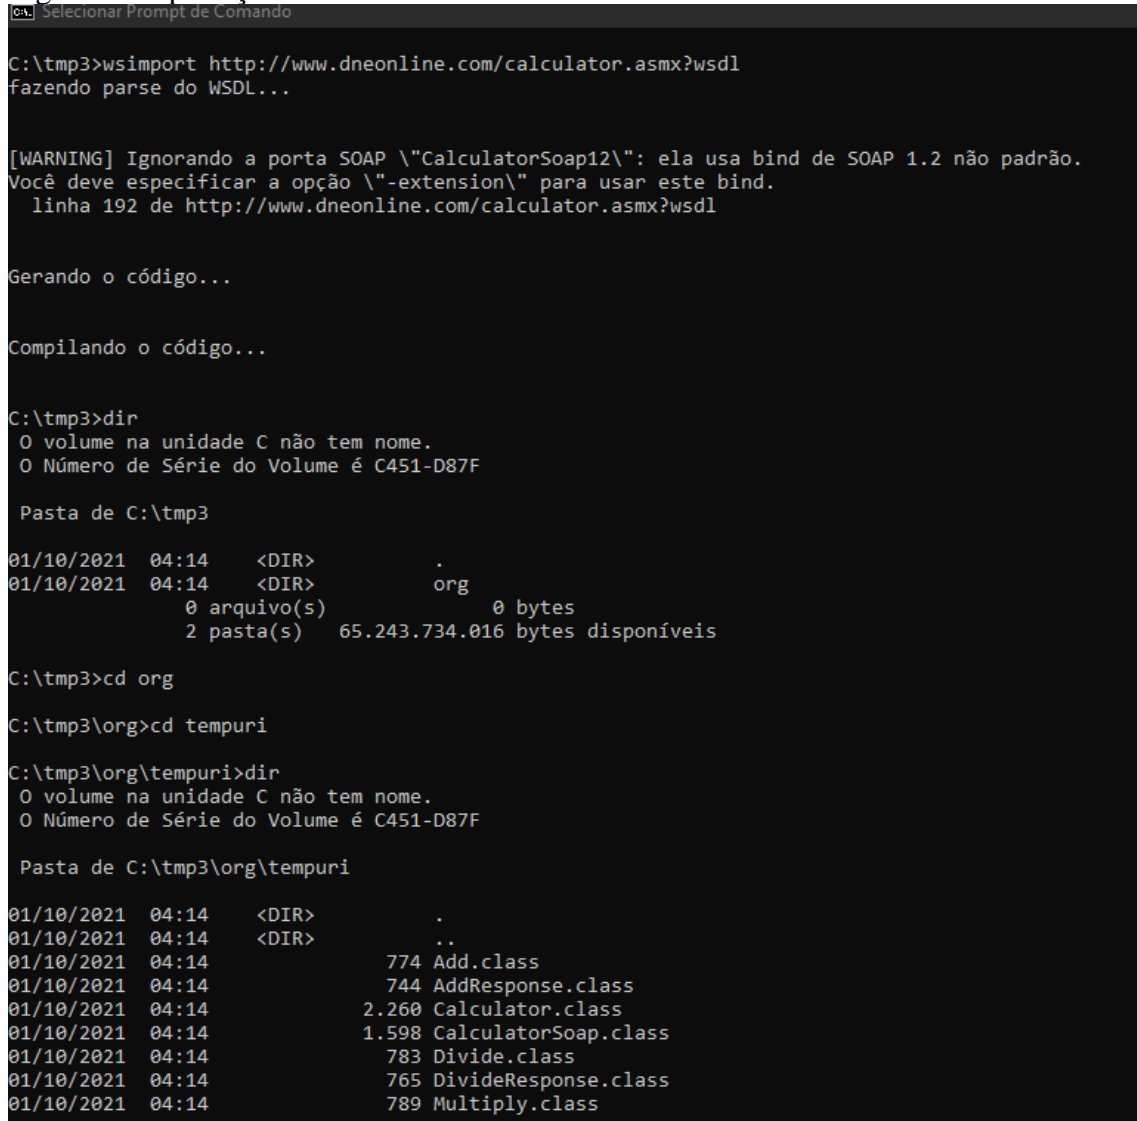 Selecionar Prompt de Comando
C:\tmp3>wsimport http://www.dneonline.com/calculator.asmx?wsdl
fazendo parse do WSDL...
[WARNING] Ignorando a porta SOAP \"CalculatorSoap12\": ela usa bind de SOAP 1.2 não padrão.
Você deve especificar a opção \"-extension\" para usar este bind.
  linha 192 de http://www.dneonline.com/calculator.asmx?wsdl
Gerando o código...
Compilando o código...
C:\tmp3>dir
 O volume na unidade C não tem nome.
 O Número de Série do Volume é C451-D87F
 Pasta de C:\tmp3
01/10/2021  04:14    <DIR>          .
01/10/2021  04:14    <DIR>          org
               0 arquivo(s)              0 bytes
               2 pasta(s)   65.243.734.016 bytes disponíveis
C:\tmp3>cd org
C:\tmp3\org>cd tempuri
C:\tmp3\org\tempuri>dir
 O volume na unidade C não tem nome.
 O Número de Série do Volume é C451-D87F
 Pasta de C:\tmp3\org\tempuri
01/10/2021  04:14    <DIR>          .
01/10/2021  04:14    <DIR>          ..
01/10/2021  04:14               774 Add.class
01/10/2021  04:14               744 AddResponse.class
01/10/2021  04:14             2.260 Calculator.class
01/10/2021  04:14             1.598 CalculatorSoap.class
01/10/2021  04:14               783 Divide.class
01/10/2021  04:14               765 DivideResponse.class
01/10/2021  04:14               789 Multiply.class